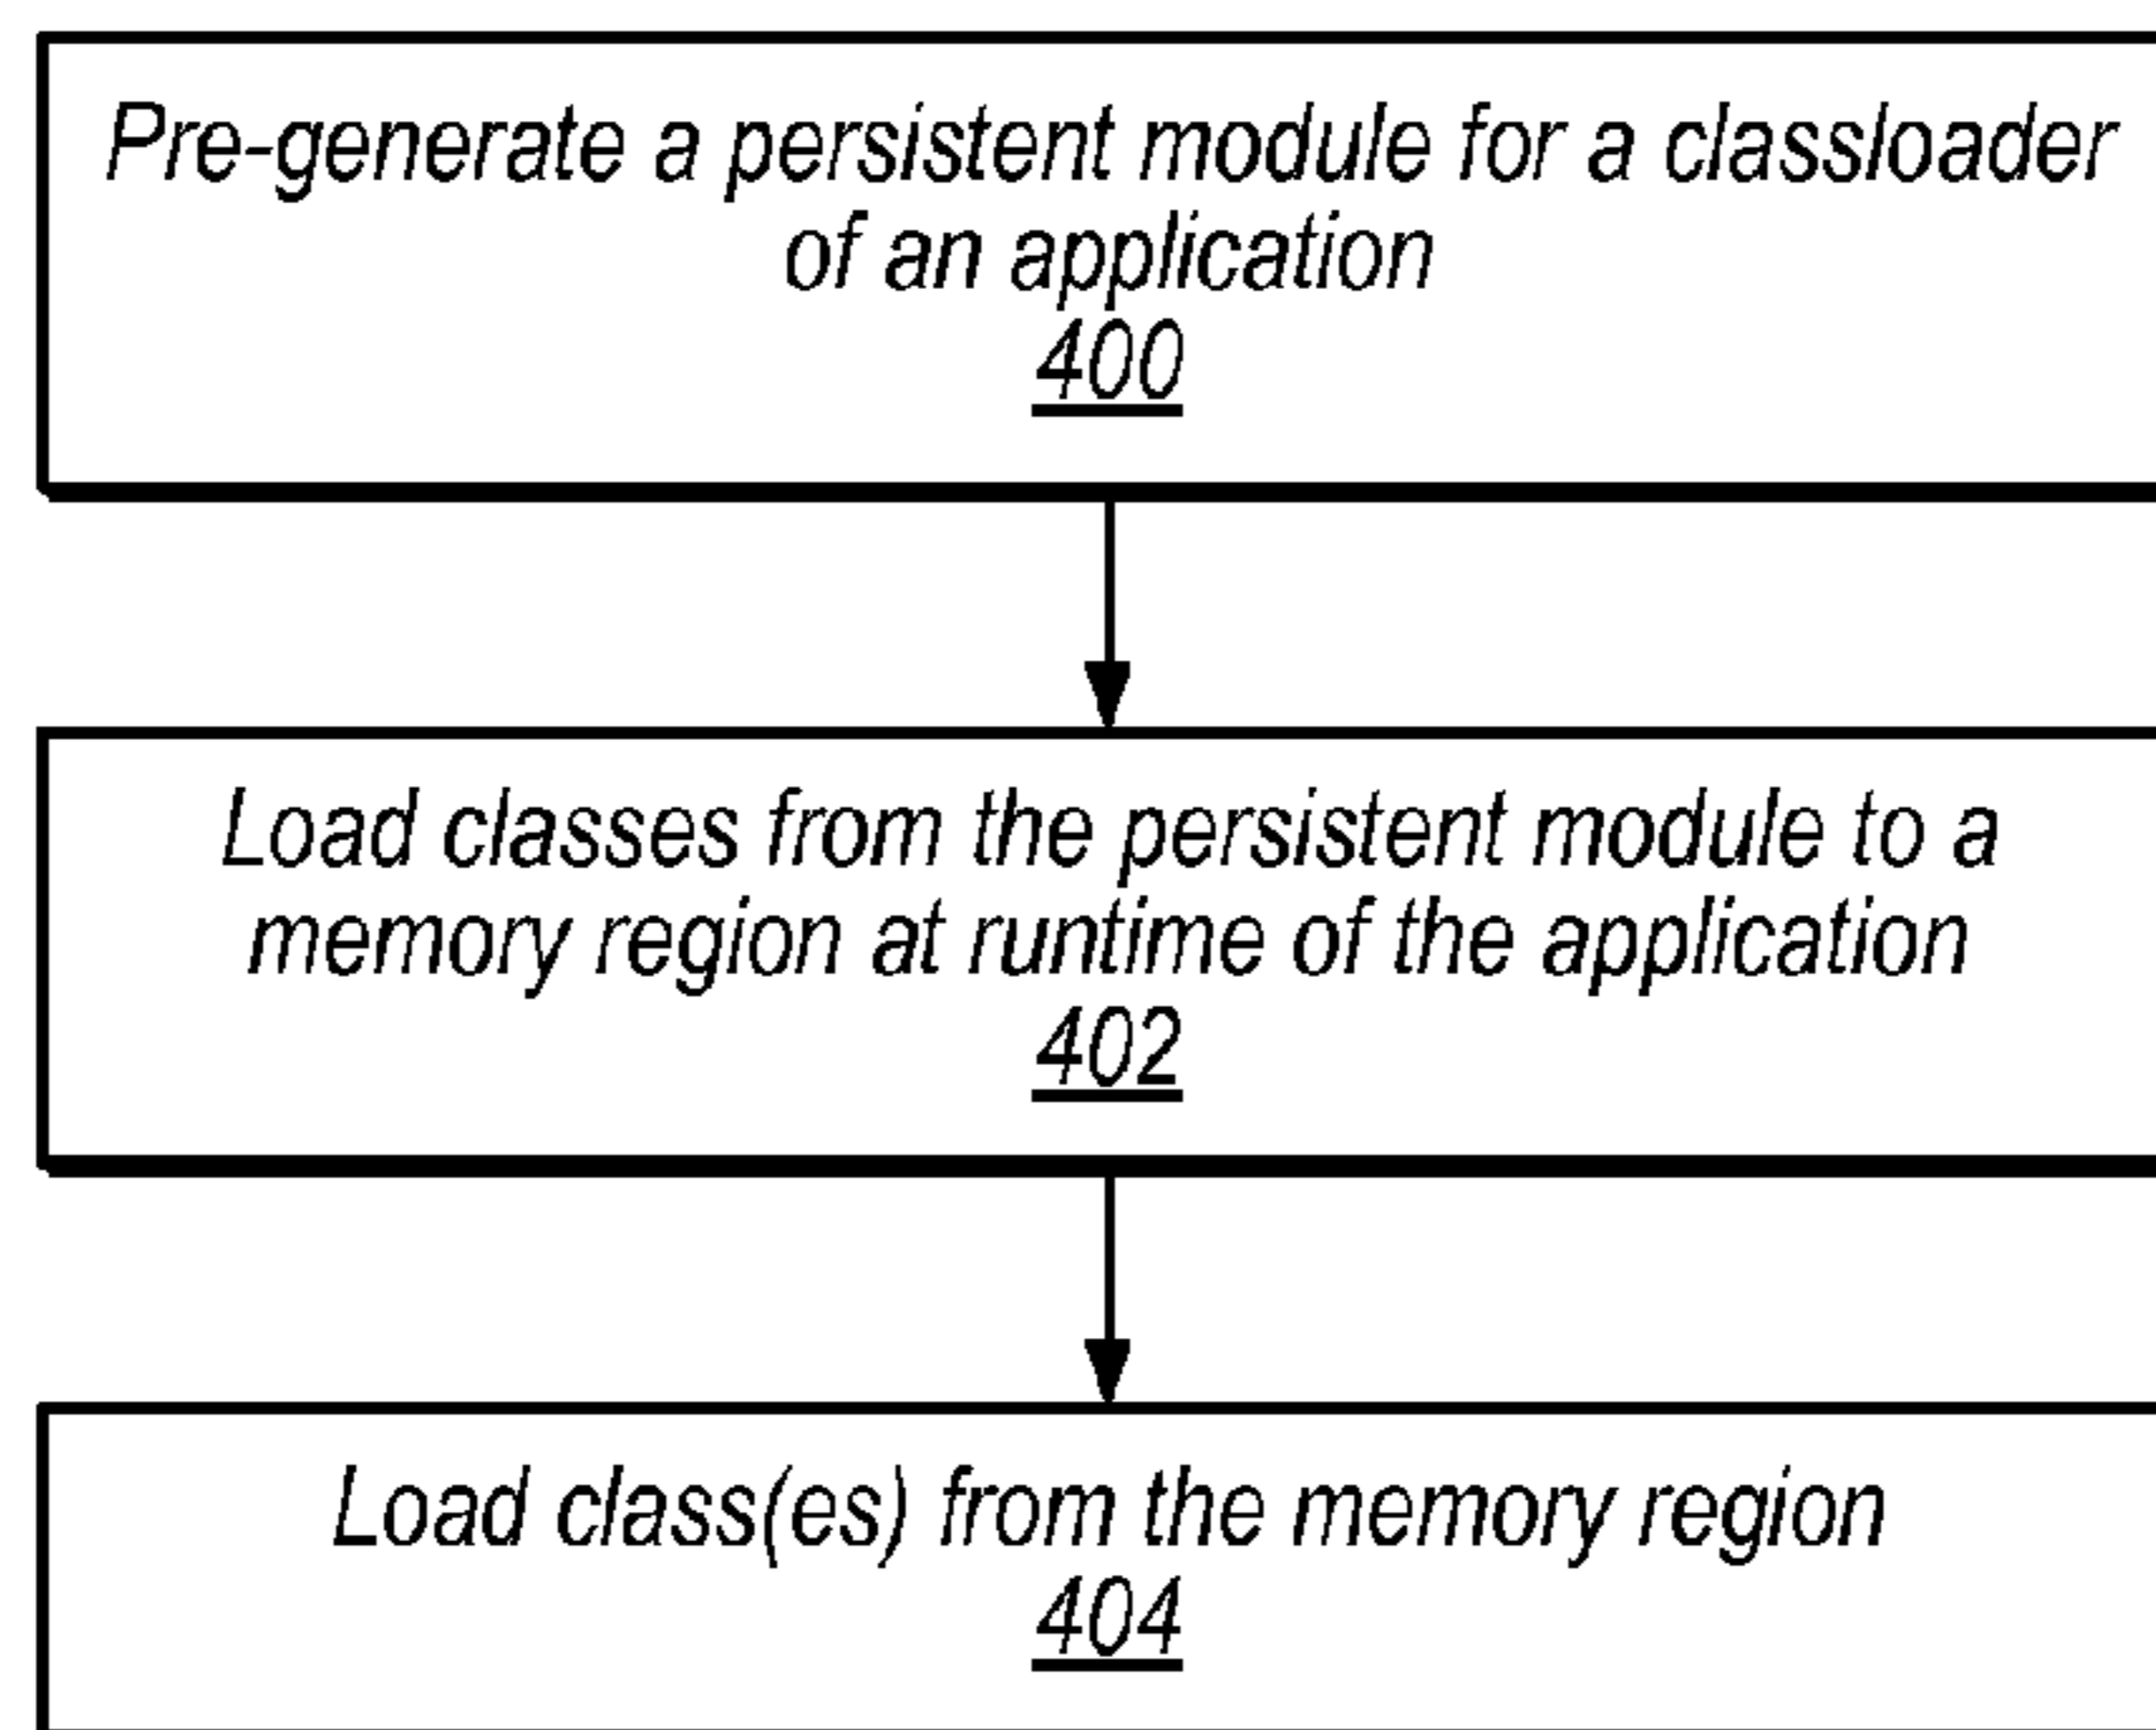 Pre-generate a persistent module for a classloader
of an application
400
Load classes from the persistent module to a
memory region at runtime of the application
402
Load class(es) from the memory region
404